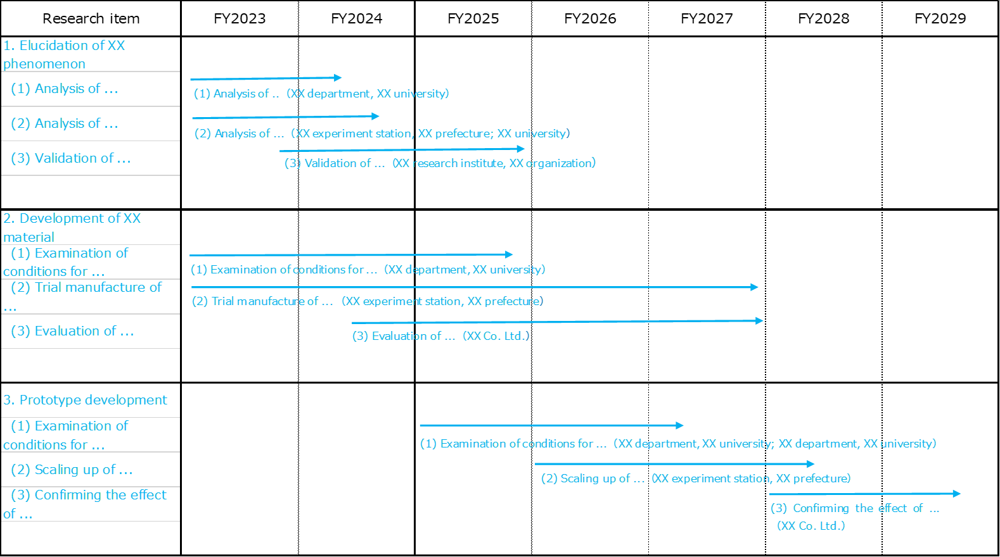 Research item FY2023 FY2024 FY2025 FY2026 FY2027 FY2028 FY2029
1. Elucidation of XX
phenomenon
(1) Analysis of ...
(1) Analysis of .. (XX department, XX university)
(2) Analysis of ...
(2) Analysis of ... (XX experiment station, XX prefecture; XX university)
(3) Validation of ...
(3) Validation of ... (XX research institute, XX organization)
2. Development of XX
material
(1) Examination of
conditions for ...
(1) Examination of conditions for ... (XX department, XX university)
(2) Trial manufacture of
...
(2) Trial manufacture of ... (XX experiment station, XX prefecture)
(3) Evaluation of ...
(3) Evaluation of ... (XX Co. Ltd.)
3. Prototype development
(1) Examination of
conditions for ...
(1) Examination of conditions for ... (XX department, XX university; XX department, XX university)
(2) Scaling up of ...
(2) Scaling up of ... (XX experiment station, XX prefecture)
(3) Confirming the effect
of ...
(3) Confirming the effect of ...
(XX Co. Ltd.)